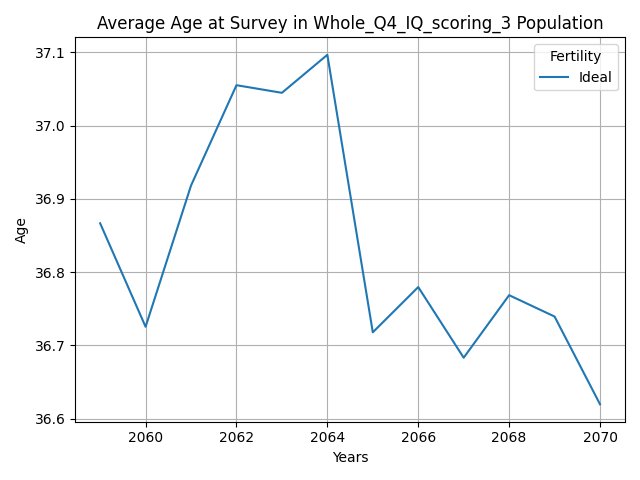 Average Age at Survey in Whole_Q4_IQ_scoring_3 Population
Fertility
Ideal
37.1
37.0
36.9
36.8
36.7
36.6
Age
2060 2062 2064 2066 2068 2070
Years